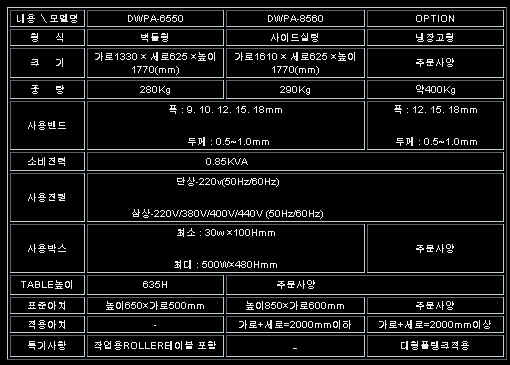 내용 \ 모델명 DWPA-6550 DWPA-8560 OPTION
형 식 벽들형 사이드실링 냉장고형
크 기 가로1330 × 세로625 ×높이 1770(mm) 가로1610 × 세로625 ×높이 1770(mm) 주문사양
중 량 280Kg 290Kg 약400Kg
사용밴드 폭 : 9. 10. 12. 15. 18mm 폭 : 12. 15. 18mm
두께 : 0.5~1.0mm 두께 : 0.5~1.0mm
소비전력 0.85KVA
사용전원 단상-220v(50Hz/60Hz)
삼상-220V/380V/400V/440V (50Hz/60Hz)
사용박스 최소 : 30w×100Hmm 주문사양
최대 : 500W×480Hmm
TABLE높이 635H 주문사양
표준아치 높이650×가로500mm 높이850×가로600mm 주문사양
적용아치 - 가로+세로=2000mm이하 가로+세로=2000mm이상
특기사항 작업용ROLLER테이블 포함 _ 대형플랭크적용